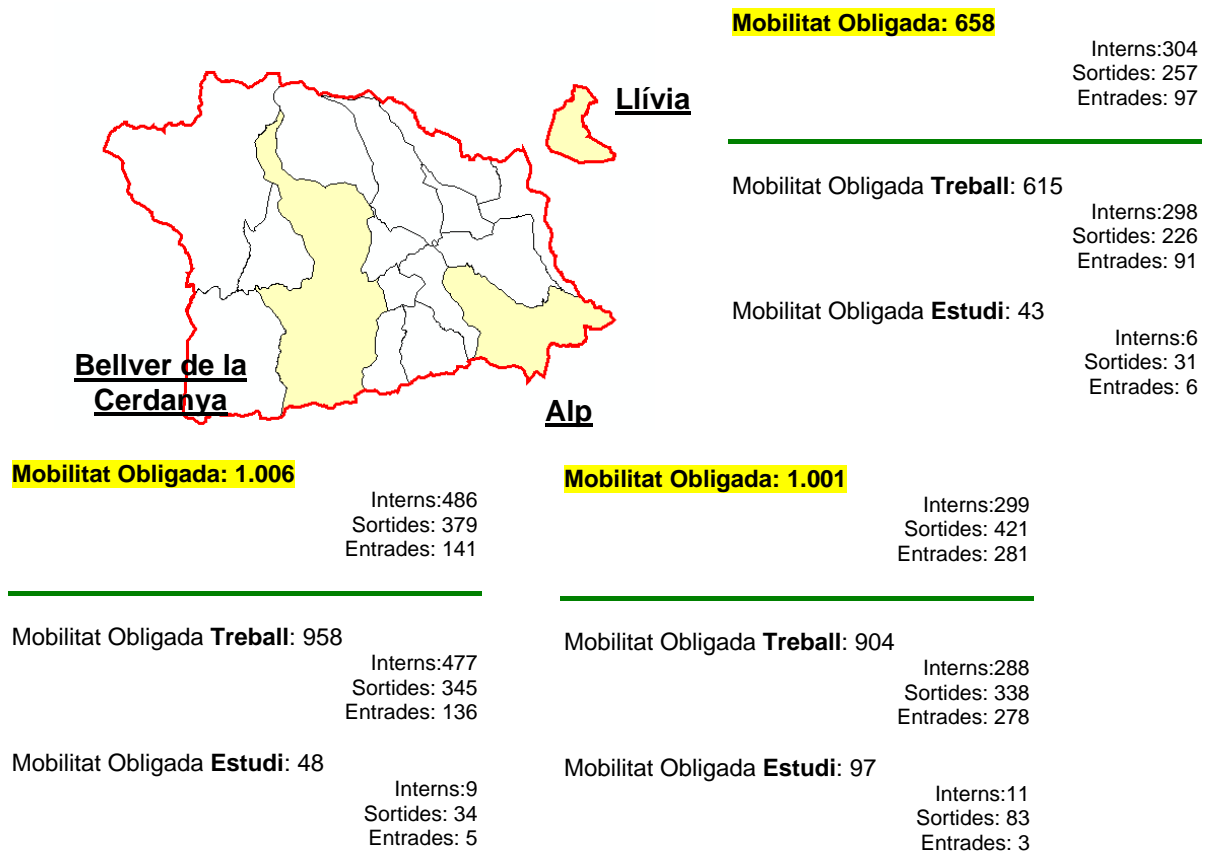 Mobilitat Obligada: 658
Interns:304
Sortides: 257
Entrades: 97
Llívia
Mobilitat Obligada Treball: 615
Interns:298
Sortides: 226
Entrades: 91
Mobilitat Obligada Estudi: 43
Interns:6
Sortides: 31
Entrades: 6
Bellver de la
Cerdanya
Alp
Mobilitat Obligada: 1.006
Interns:486
Sortides: 379
Entrades: 141
Mobilitat Obligada Treball: 958
Interns:477
Sortides: 345
Entrades: 136
Mobilitat Obligada Estudi: 48
Interns:9
Sortides: 34
Entrades: 5
Mobilitat Obligada: 1.001
Interns:299
Sortides: 421
Entrades: 281
Mobilitat Obligada Treball: 904
Interns:288
Sortides: 338
Entrades: 278
Mobilitat Obligada Estudi: 97
Interns:11
Sortides: 83
Entrades: 3